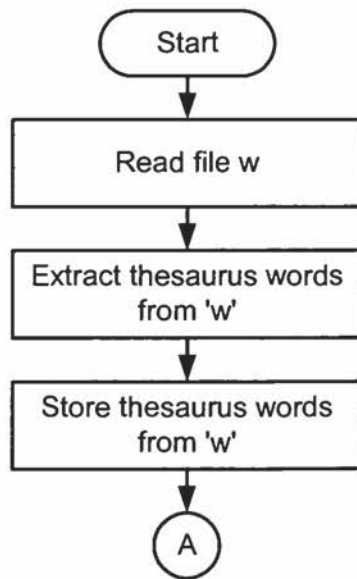 Start
Read file w
Extract thesaurus words
from 'w'
Store thesaurus words
from 'w'
A